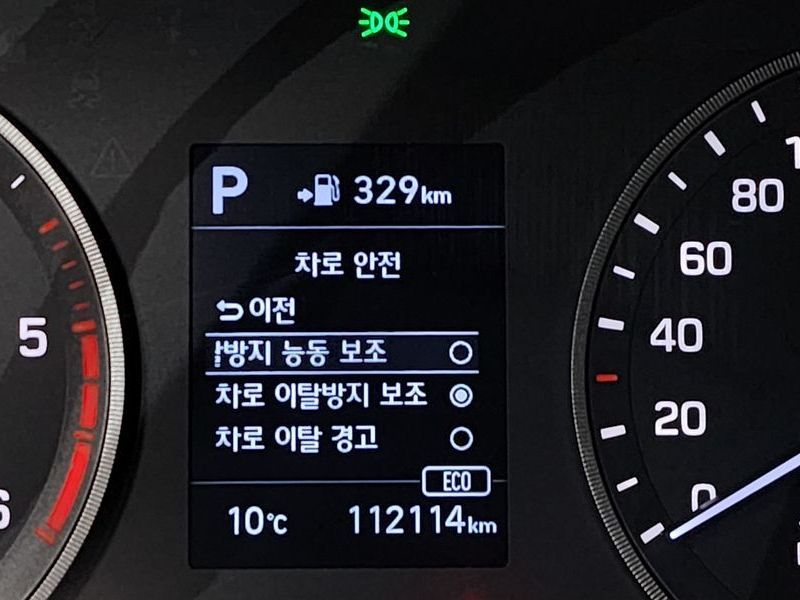 P 329km
차로 안전
이전
방지 능동 보조
차로 이탈방지 보조
차로 이탈 경고
ECO
10℃ 112114km
5
80
60
40
20
0